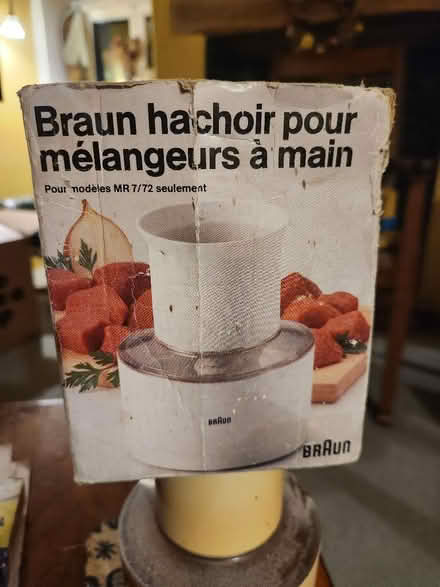 Braun hachoir pour
mélangeurs à main
Pour modèles MR 7/72 seulement
BRAUN
BRAUN